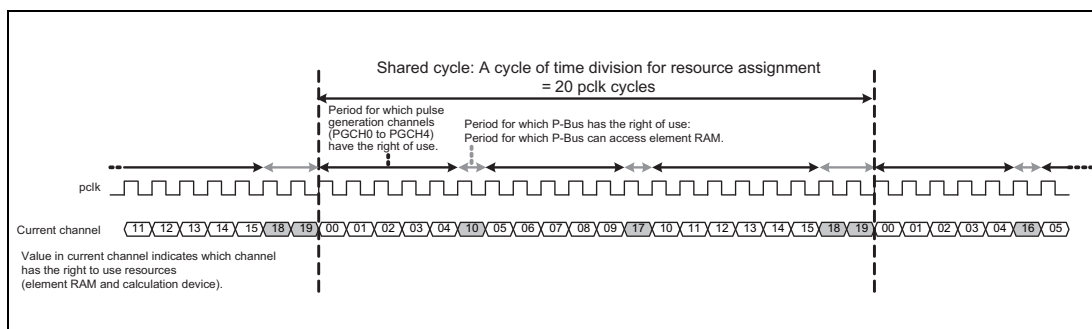 Shared cycle: A cycle of time division for resource assignment
= 20 pclk cycles
Period for which pulse
generation channels
(PGCH0 to PGCH4)
have the right of use.
Period for which P-Bus has the right of use:
Period for which P-Bus can access element RAM.
pclk
Current channel
11 12 13 14 15 18 19 00 01 02 03 04 10 05 06 07 08 09 17 10 11 12 13 14 15 18 19 00 01 02 03 04 16 05
Value in current channel indicates which channel
has the right to use resources
(element RAM and calculation device).